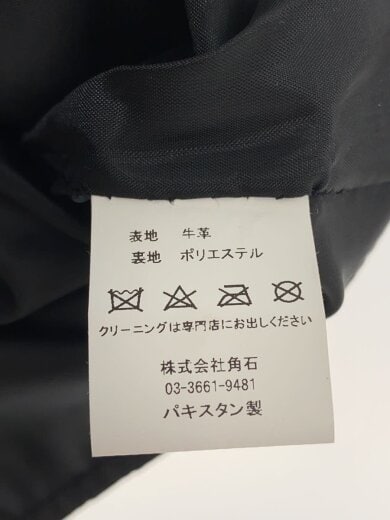 表地 牛革
裏地 ポリエステル
クリーニングは専門店にお出しください
株式会社角石
03-3661-9481
パキスタン製